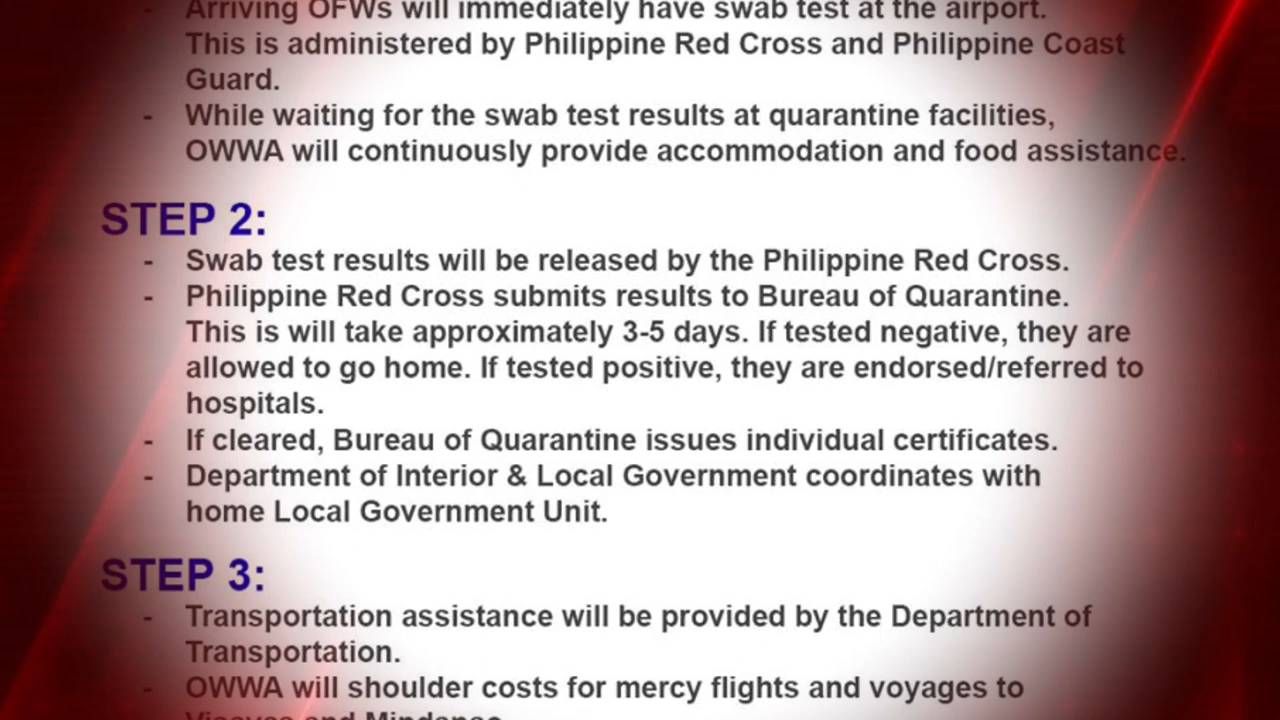 - Arriving OFWs will immediately have swab test at the airport.
This is administered by Philippine Red Cross and Philippine Coast
Guard.
- While waiting for the swab test results at quarantine facilities,
OWWA will continuously provide accommodation and food assistance.
STEP 2:
- Swab test results will be released by the Philippine Red Cross.
- Philippine Red Cross submits results to Bureau of Quarantine.
This is will take approximately 3-5 days. If tested negative, they are
allowed to go home. If tested positive, they are endorsed/referred to
hospitals.
- If cleared, Bureau of Quarantine issues individual certificates.
- Department of Interior & Local Government coordinates with
home Local Government Unit.
STEP 3:
- Transportation assistance will be provided by the Department of
Transportation.
- OWWA will shoulder costs for mercy flights and voyages to
Visayas and Mindanao.